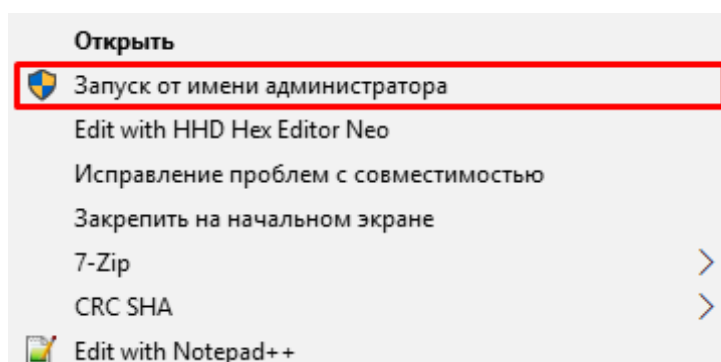 Открыть
Запуск от имени администратора
Edit with HHD Hex Editor Neo
Исправление проблем с совместимостью
Закрепить на начальном экране
7-Zip
CRC SHA
Edit with Notepad++